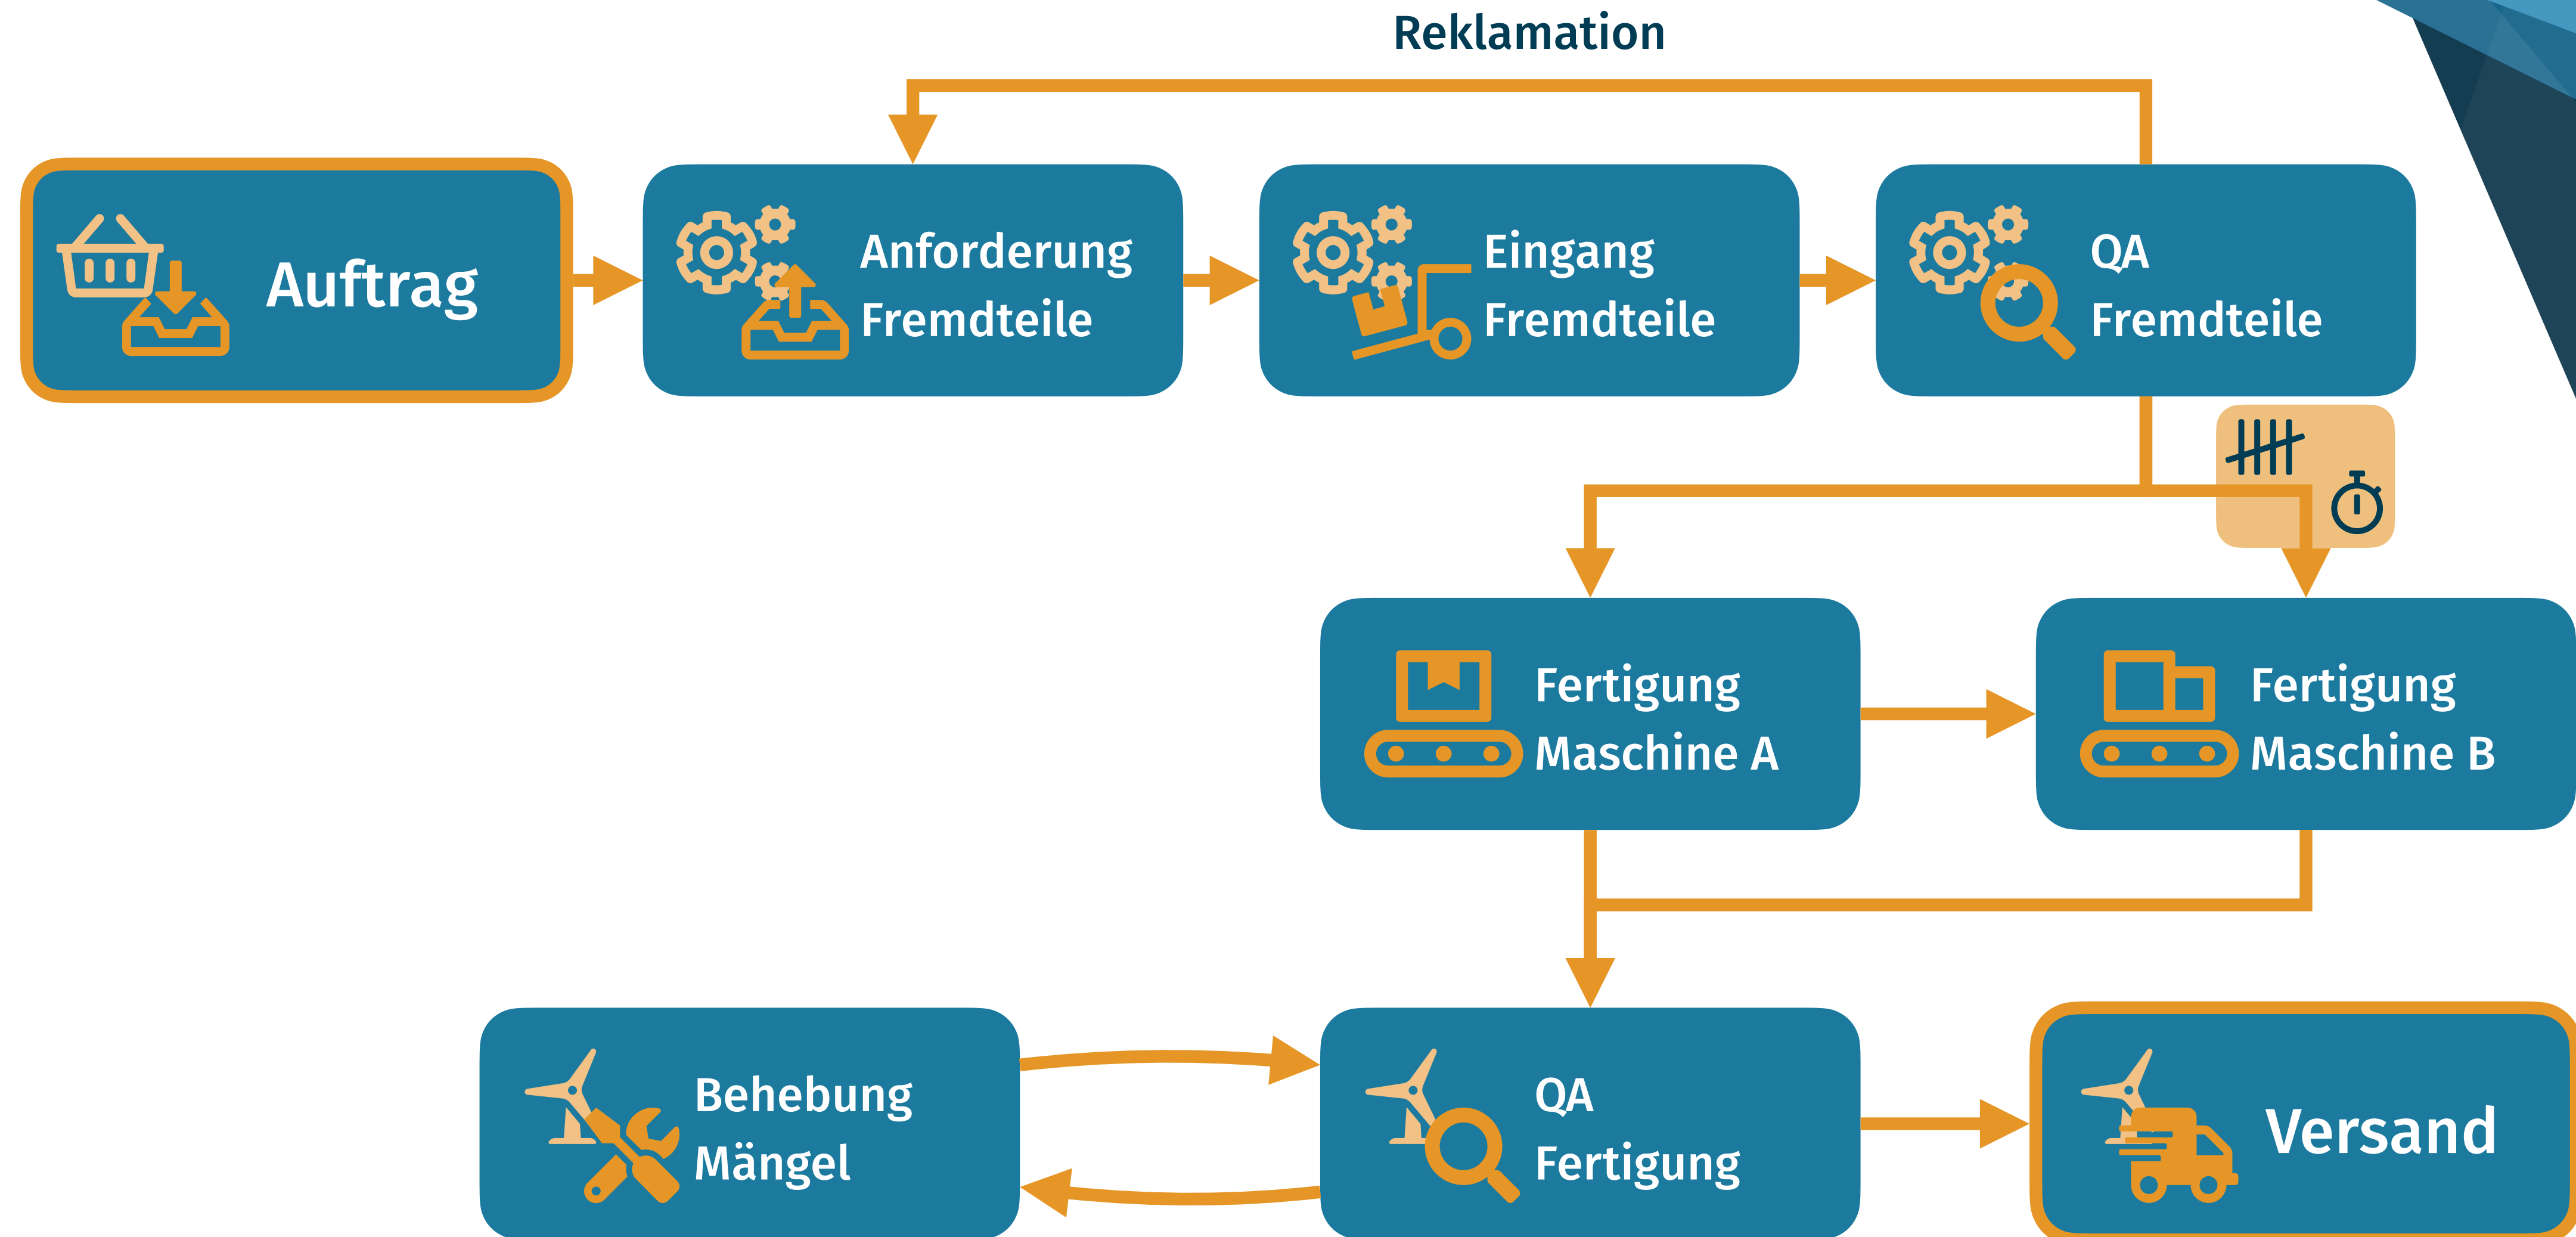 Reklamation
Auftrag
Anforderung
Fremdteile
Eingang
Fremdteile
QA
Fremdteile
Fertigung
Maschine A
Fertigung
Maschine B
Behebung
Mängel
QA
Fertigung
Versand